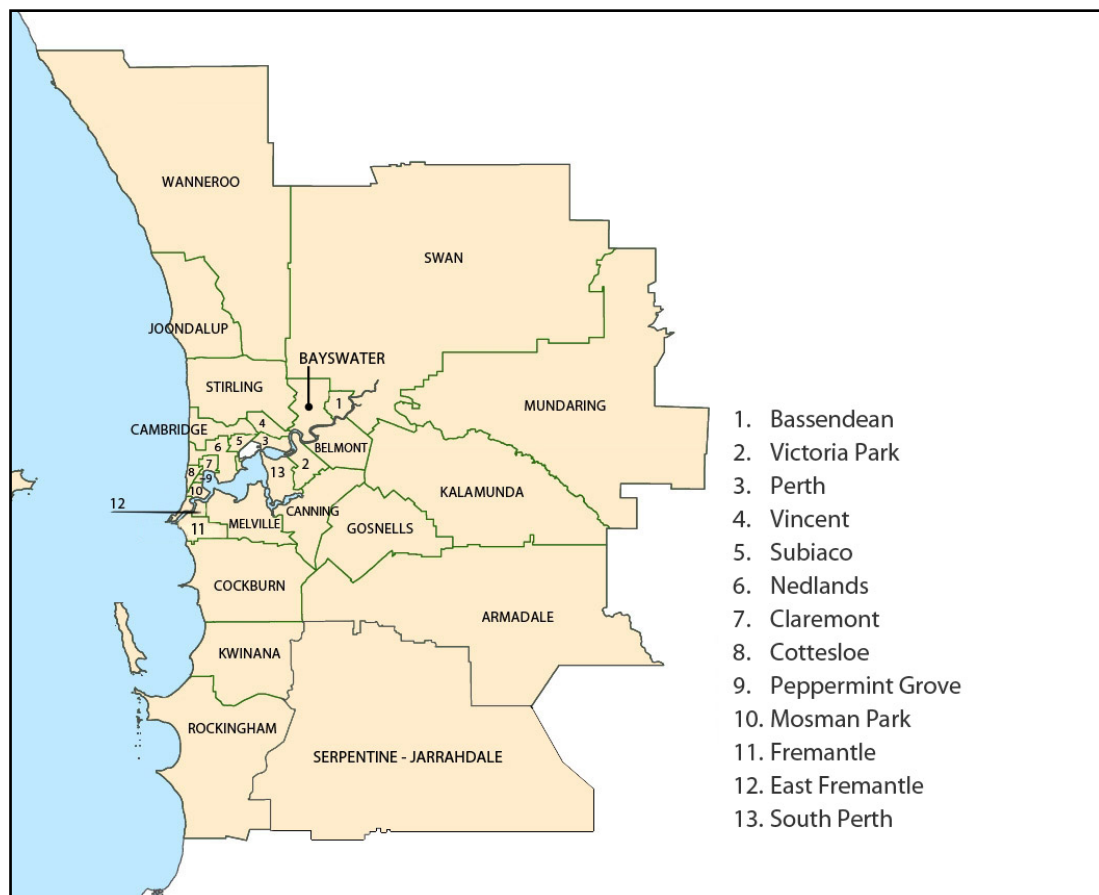 WANNEROO
SWAN
JOONDALUP
BAYSWATER
STIRLING
1
MUNDARING
4
CAMBRIDGE
5
3
6
BELMONT
7
2
8
13
9
10
KALAMUNDA
12
CANNING
MELVILLE
GOSNELLS
11
COCKBURN
ARMADALE
KWINANA
ROCKINGHAM
SERPENTINE - JARRAHDALE
1. Bassendean
2. Victoria Park
3. Perth
4. Vincent
5. Subiaco
6. Nedlands
7. Claremont
8. Cottesloe
9. Peppermint Grove
10. Mosman Park
11. Fremantle
12. East Fremantle
13. South Perth